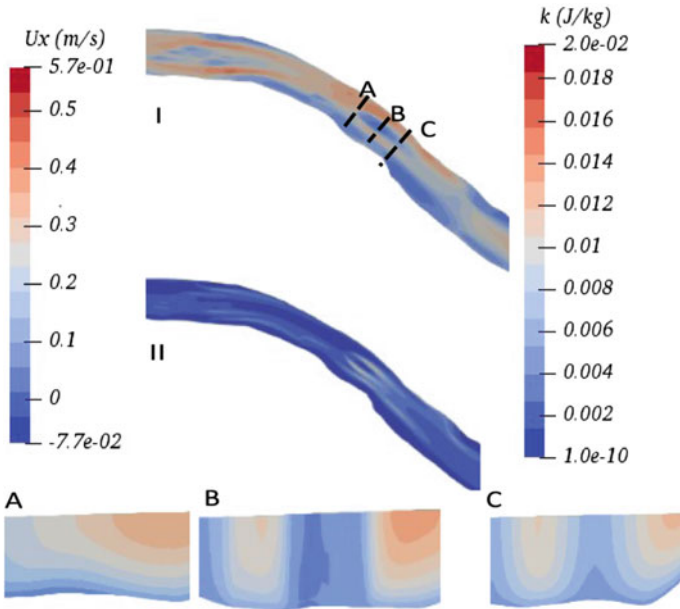 Ux (m/s)
5.7e-01
0.5
0.4
0.3
0.2
0.1
0
-7.7e-02
I
A
B
C
II
k (J/kg)
2.0e-02
0.018
0.016
0.014
0.012
0.01
0.008
0.006
0.004
0.002
1.0e-10
A
B
C